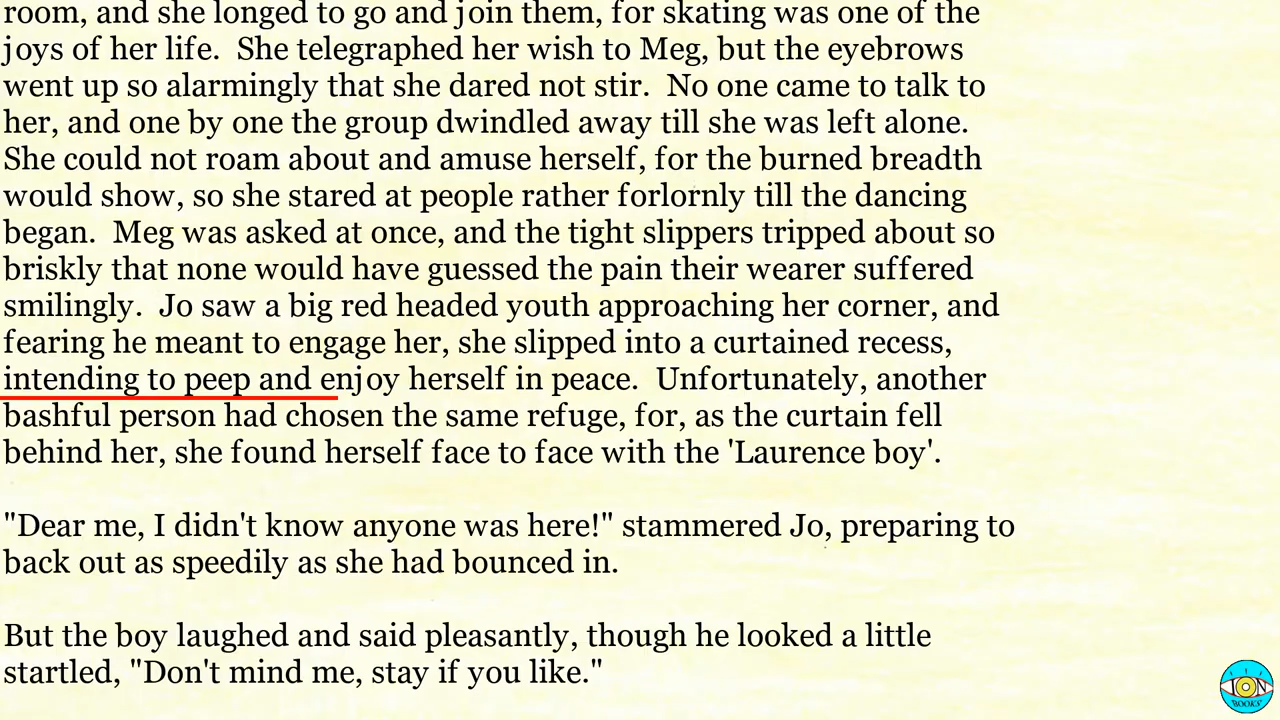 room, and she longed to go and join them, for skating was one of the
joys of her life.  She telegraphed her wish to Meg, but the eyebrows
went up so alarmingly that she dared not stir.  No one came to talk to
her, and one by one the group dwindled away till she was left alone.
She could not roam about and amuse herself, for the burned breadth
would show, so she stared at people rather forlornly till the dancing
began.  Meg was asked at once, and the tight slippers tripped about so
briskly that none would have guessed the pain their wearer suffered
smilingly.  Jo saw a big red headed youth approaching her corner, and
fearing he meant to engage her, she slipped into a curtained recess,
intending to peep and enjoy herself in peace.  Unfortunately, another
bashful person had chosen the same refuge, for, as the curtain fell
behind her, she found herself face to face with the 'Laurence boy'.
"Dear me, I didn't know anyone was here!" stammered Jo, preparing to
back out as speedily as she had bounced in.
But the boy laughed and said pleasantly, though he looked a little
startled, "Don't mind me, stay if you like."
ION
BOOKS